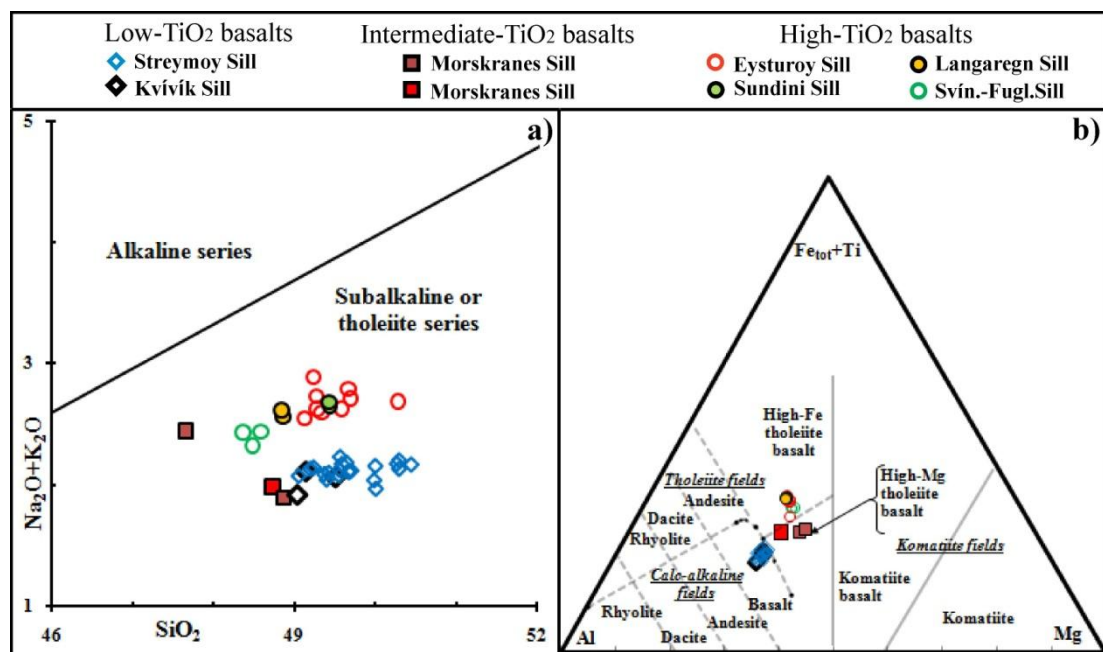 Low-TiO2 basalts Intermediate-TiO2 basalts High-TiO2 basalts
Streymoy Sill Morskranes Sill Eysturoy Sill Langaregn Sill
Kvívík Sill Morskranes Sill Sundini Sill Svín.-Fugl.Sill
a)
5
Alkaline series
Subalkaline or
tholeiite series
3
Na2O+K2O
1
46 SiO2 49 52
b)
Fetot+Ti
High-Fe
tholeiite
basalt
High-Mg
tholeiite
basalt
Tholeiite fields
Andesite
Dacite
Rhyolite
Komatiite fields
Calc-alkaline
fields
Rhyolite
Dacite
Andesite
Basalt
Komatiite
basalt
Komatiite
Al Mg